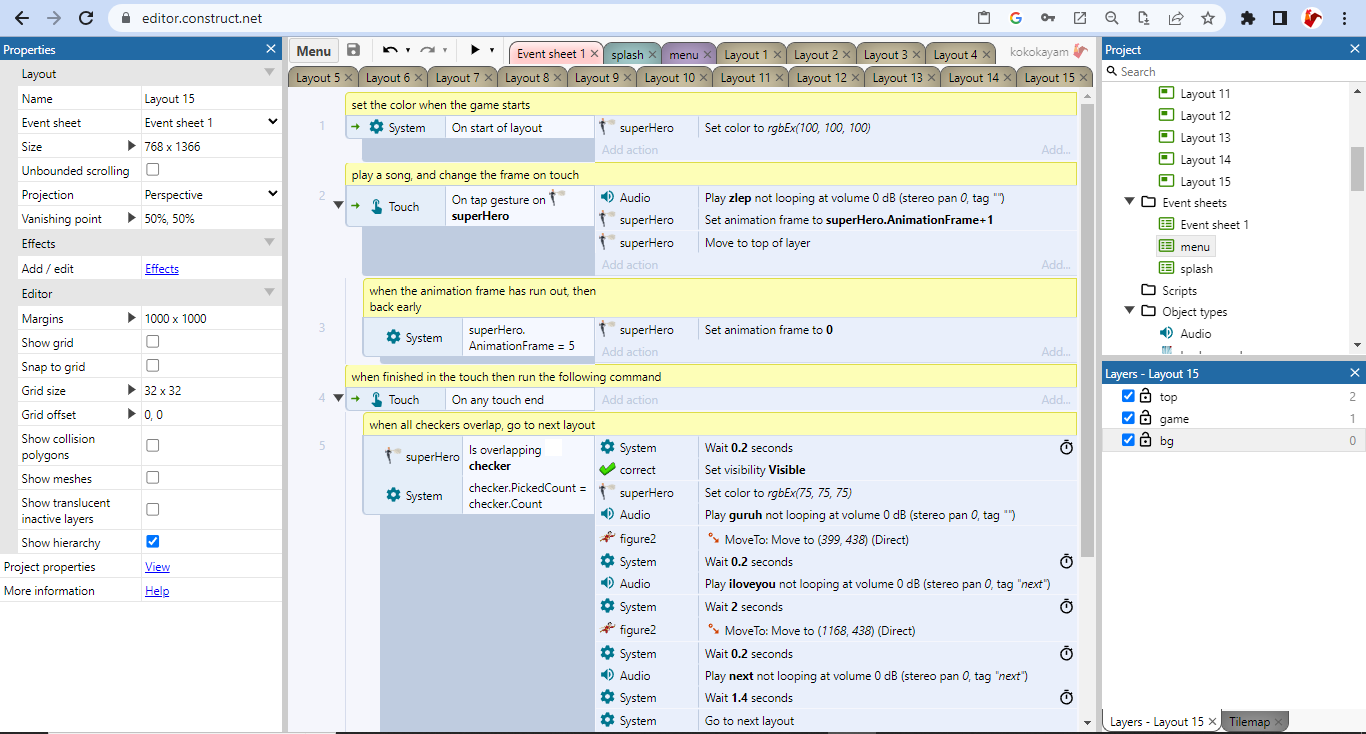 editor.construct.net
Properties
Layout
Name Layout 15
Event sheet Event sheet 1
Size 768 x 1366
Unbounded scrolling
Projection Perspective
Vanishing point 50%, 50%
Effects
Add / edit Effects
Editor
Margins 1000 x 1000
Show grid
Snap to grid
Grid size 32 x 32
Grid offset 0, 0
Show collision
polygons
Show meshes
Show translucent
inactive layers
Show hierarchy
Project properties View
More information Help
Menu
Event sheet 1 splash menu Layout 1 Layout 2 Layout 3 Layout 4
kokokayam
Layout 5 Layout 6 Layout 7 Layout 8 Layout 9 Layout 10 Layout 11 Layout 12 Layout 13 Layout 14 Layout 15
set the color when the game starts
1 System On start of layout superHero Set color to rgbEx(100, 100, 100)
Add action Add...
play a song, and change the frame on touch
2 Touch On tap gesture on
superHero
Audio Play zlep not looping at volume 0 dB (stereo pan 0, tag "")
superHero Set animation frame to superHero.AnimationFrame+1
superHero Move to top of layer
Add action Add...
when the animation frame has run out, then
back early
3 System superHero.
AnimationFrame = 5
superHero Set animation frame to 0
Add action Add...
when finished in the touch then run the following command
4 Touch On any touch end Add action Add...
when all checkers overlap, go to next layout
5 superHero Is overlapping
checker
System checker.PickedCount =
checker.Count
System Wait 0.2 seconds
correct Set visibility Visible
superHero Set color to rgbEx(75, 75, 75)
Audio Play guruh not looping at volume 0 dB (stereo pan 0, tag "")
figure2 MoveTo: Move to (399, 438) (Direct)
System Wait 0.2 seconds
Audio Play iloveyou not looping at volume 0 dB (stereo pan 0, tag "next")
System Wait 2 seconds
figure2 MoveTo: Move to (1168, 438) (Direct)
System Wait 0.2 seconds
Audio Play next not looping at volume 0 dB (stereo pan 0, tag "next")
System Wait 1.4 seconds
System Go to next layout
Project
Search
Layout 11
Layout 12
Layout 13
Layout 14
Layout 15
Event sheets
Event sheet 1
menu
splash
Scripts
Object types
Audio
Layers - Layout 15
top 2
game 1
bg 0
Layers - Layout 15 Tilemap